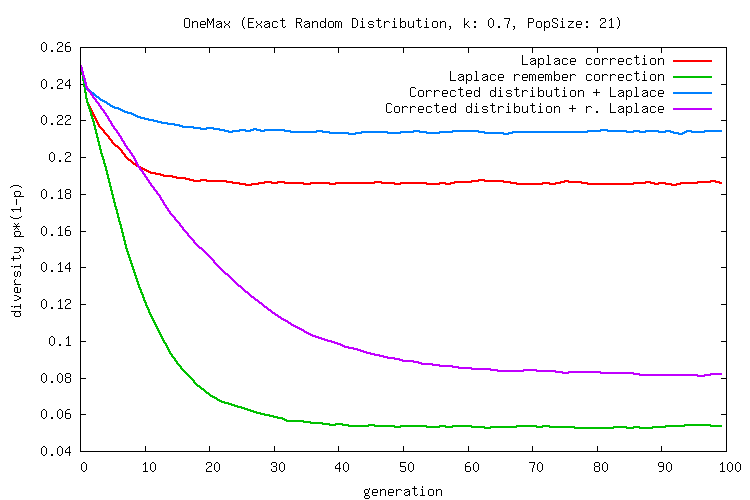 OneMax (Exact Random Distribution, k: 0.7, PopSize: 21)
Laplace correction
Laplace remember correction
Corrected distribution + Laplace
Corrected distribution + r. Laplace
diversity p*(1-p)
0.26
0.24
0.22
0.2
0.18
0.16
0.14
0.12
0.1
0.08
0.06
0.04
0 10 20 30 40 50 60 70 80 90 100
generation